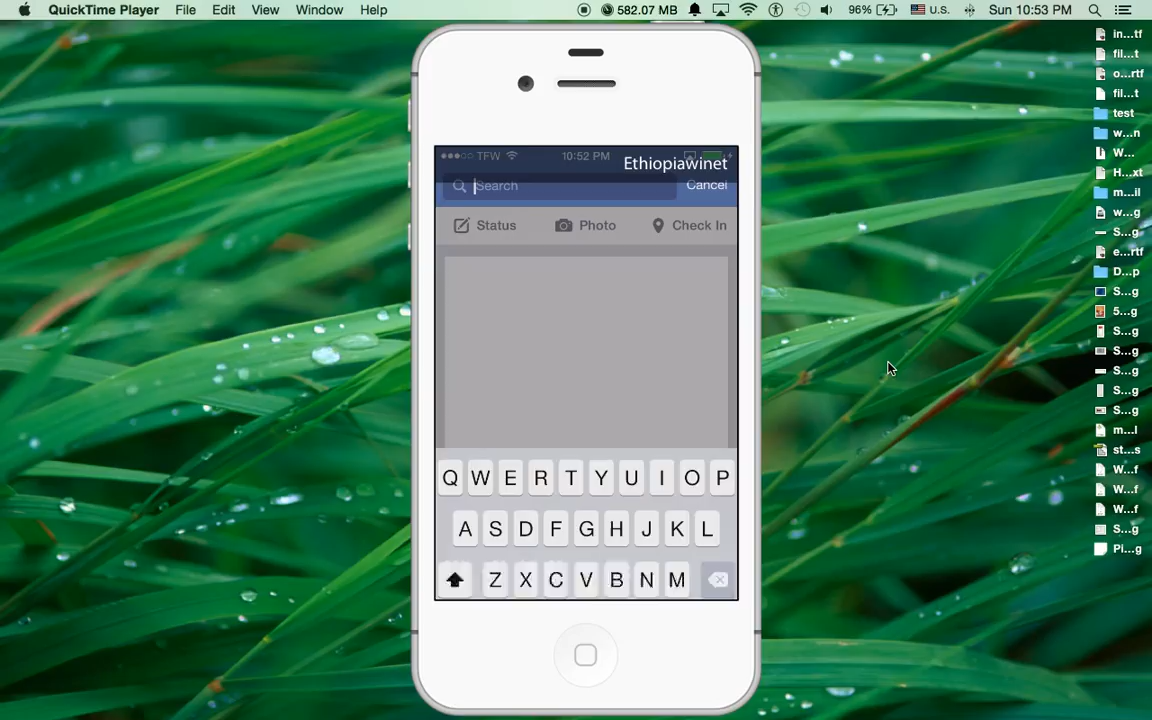 QuickTime Player File Edit View Window Help 582.07 MB 96% U.S. Sun 10:53 PM
in...tf
fil...t
o...rtf
fil...t
test
w...n
W...
H...xt
m...il
w...g
S...g
e...rtf
D...p
S...g
5...g
S...g
S...g
S...g
S...g
S...g
m...l
st...s
W...f
W...f
W...f
S...g
Pi...g
TFW 10:52 PM
Ethiopiawinet
Search Cancel
Status Photo Check In
Q W E R T Y U I O P
A S D F G H J K L
Z X C V B N M